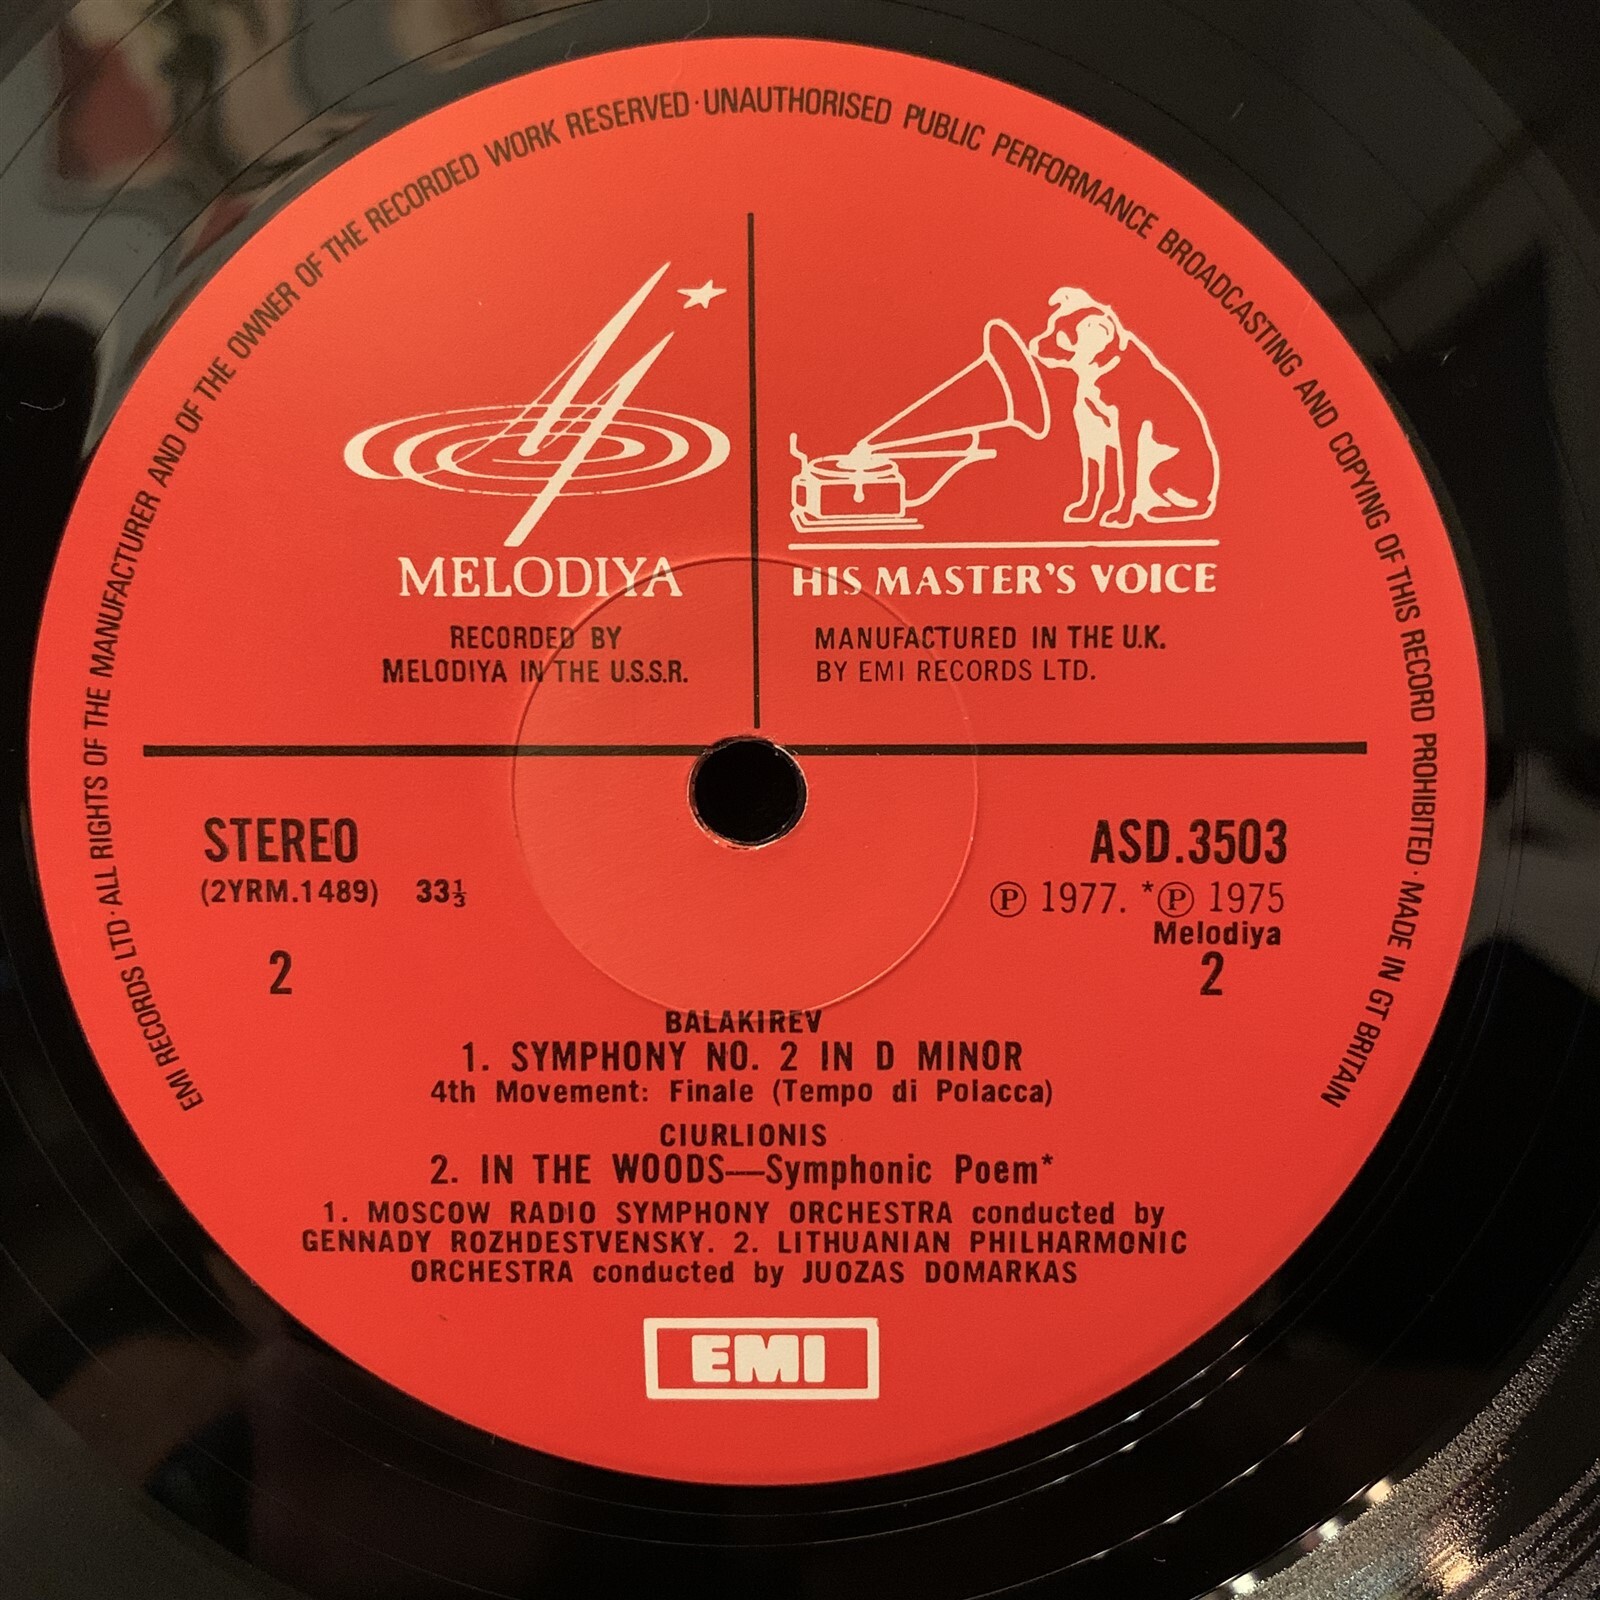 EMI RECORDS LTD·ALL RIGHTS OF THE MANUFACTURER AND OF THE OWNER OF THE RECORDED WORK RESERVED·UNAUTHORISED PUBLIC PERFORMANCE BROADCASTING AND COPYING OF THIS RECORD PROHIBITED·MADE IN GT BRITAIN
MELODIYA
RECORDED BY
MELODIYA IN THE U.S.S.R.
HIS MASTER'S VOICE
MANUFACTURED IN THE U.K.
BY EMI RECORDS LTD.
STEREO
(2YRM.1489) 33⅓
2
ASD.3503
Ⓟ 1977. *Ⓟ 1975
Melodiya
2
BALAKIREV
1. SYMPHONY NO. 2 IN D MINOR
4th Movement: Finale (Tempo di Polacca)
CIURLIONIS
2. IN THE WOODS—Symphonic Poem*
1. MOSCOW RADIO SYMPHONY ORCHESTRA conducted by
GENNADY ROZHDESTVENSKY. 2. LITHUANIAN PHILHARMONIC
ORCHESTRA conducted by JUOZAS DOMARKAS
EMI